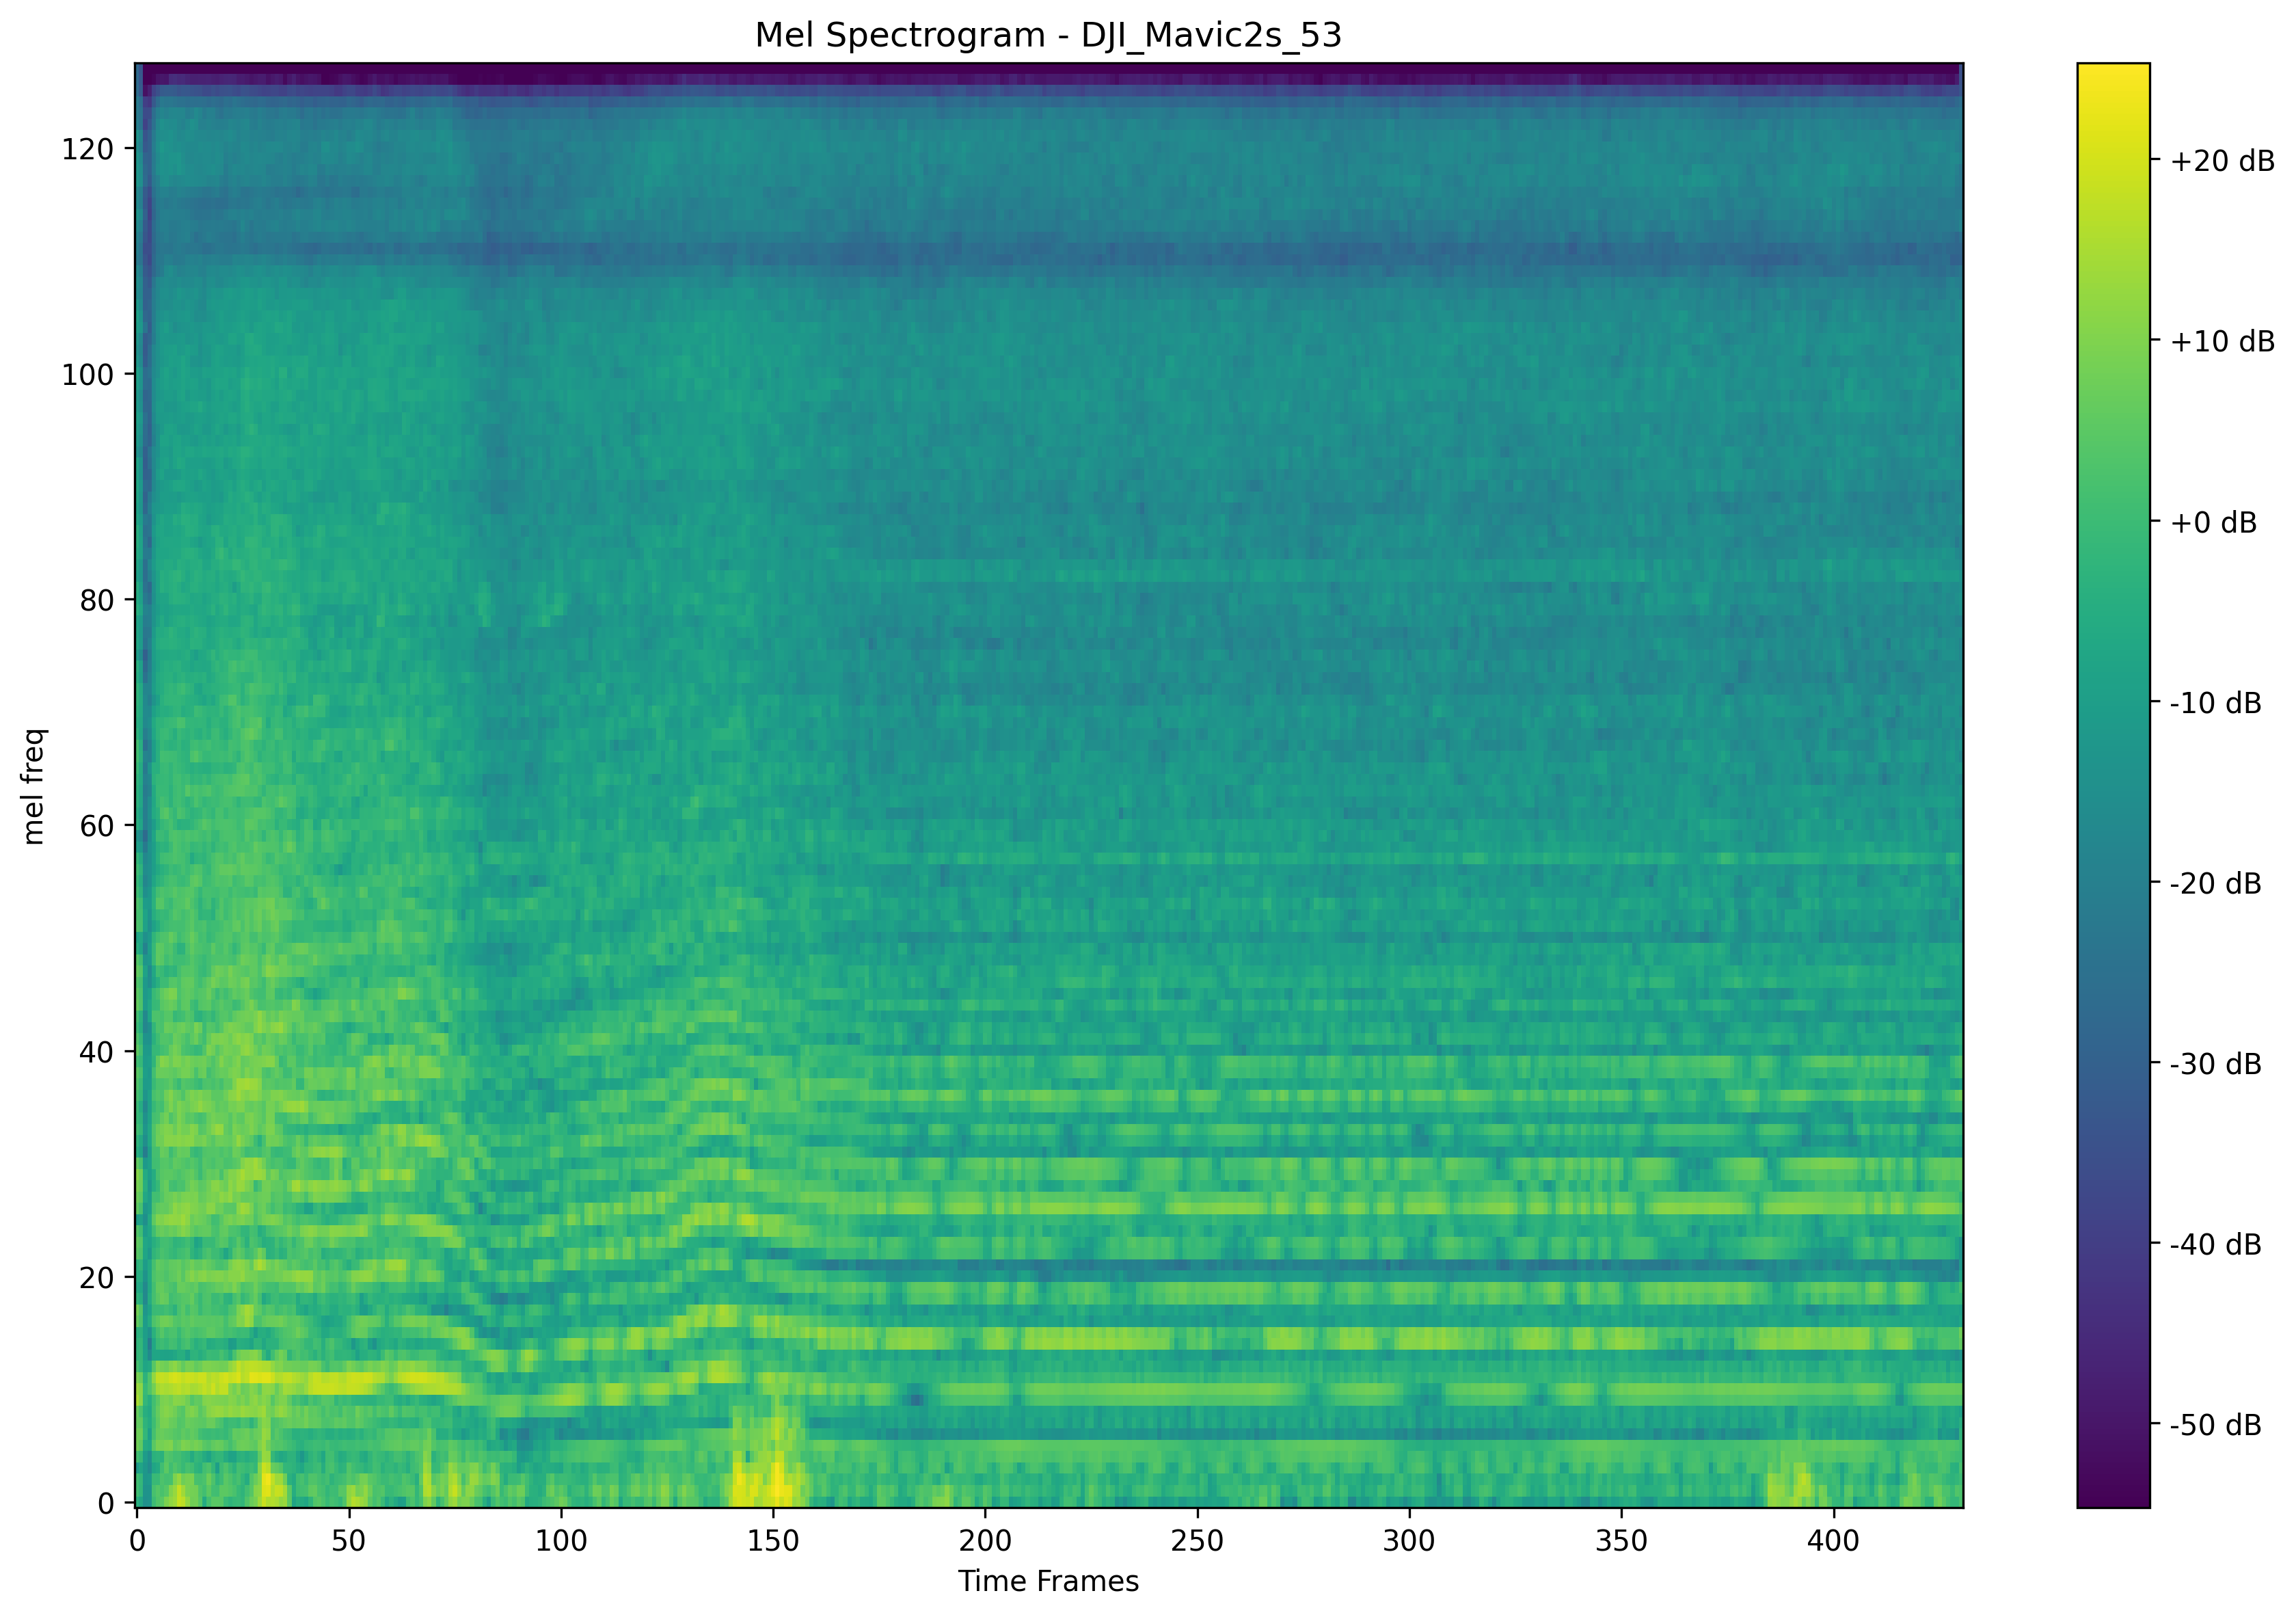 Mel Spectrogram - DJI_Mavic2s_53
mel freq
120
100
80
60
40
20
0
0 50 100 150 200 250 300 350 400
Time Frames
+20 dB
+10 dB
+0 dB
-10 dB
-20 dB
-30 dB
-40 dB
-50 dB